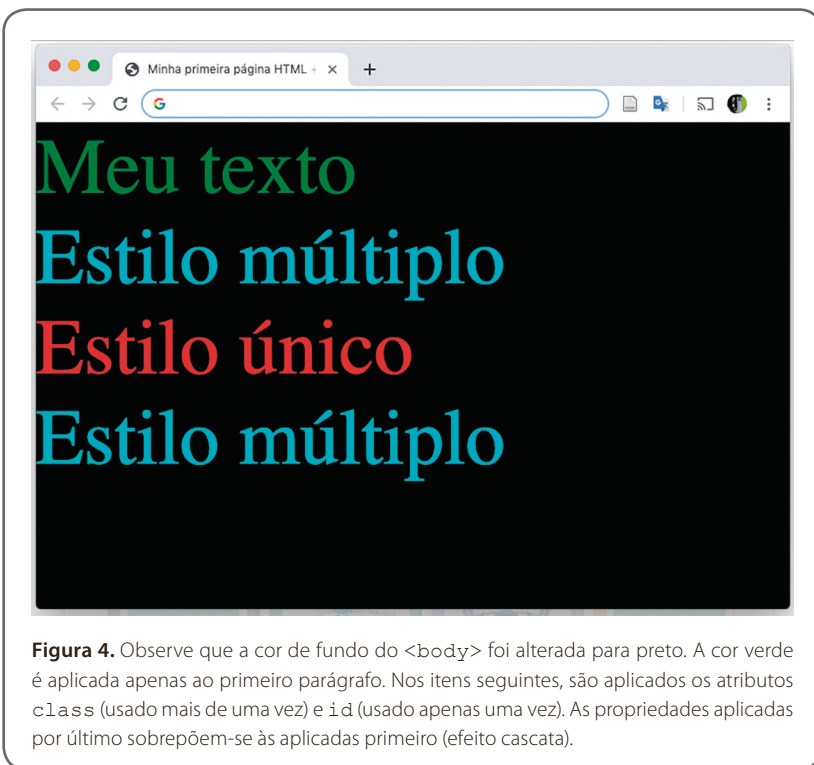 Minha primeira página HTML +
Meu texto
Estilo múltiplo
Estilo único
Estilo múltiplo
Figura 4. Observe que a cor de fundo do <body> foi alterada para preto. A cor verde
é aplicada apenas ao primeiro parágrafo. Nos itens seguintes, são aplicados os atributos
class (usado mais de uma vez) e id (usado apenas uma vez). As propriedades aplicadas
por último sobrepõem-se às aplicadas primeiro (efeito cascata).